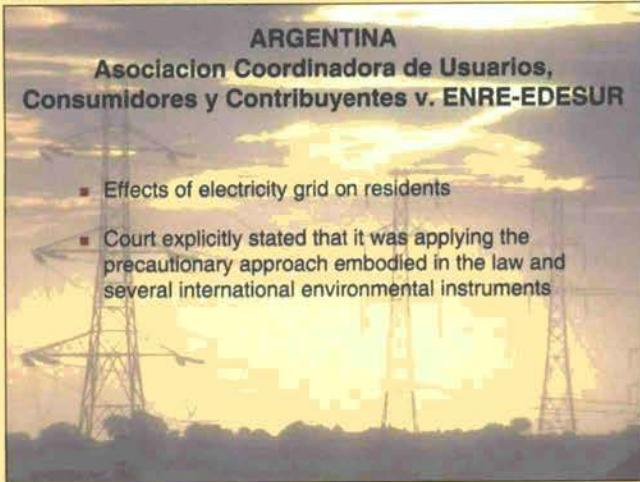 ARGENTINA
Asociacion Coordinadora de Usuarios,
Consumidores y Contribuyentes v. ENRE-EDESUR
Effects of electricity grid on residents
Court explicitly stated that it was applying the
precautionary approach embodied in the law and
several international environmental instruments